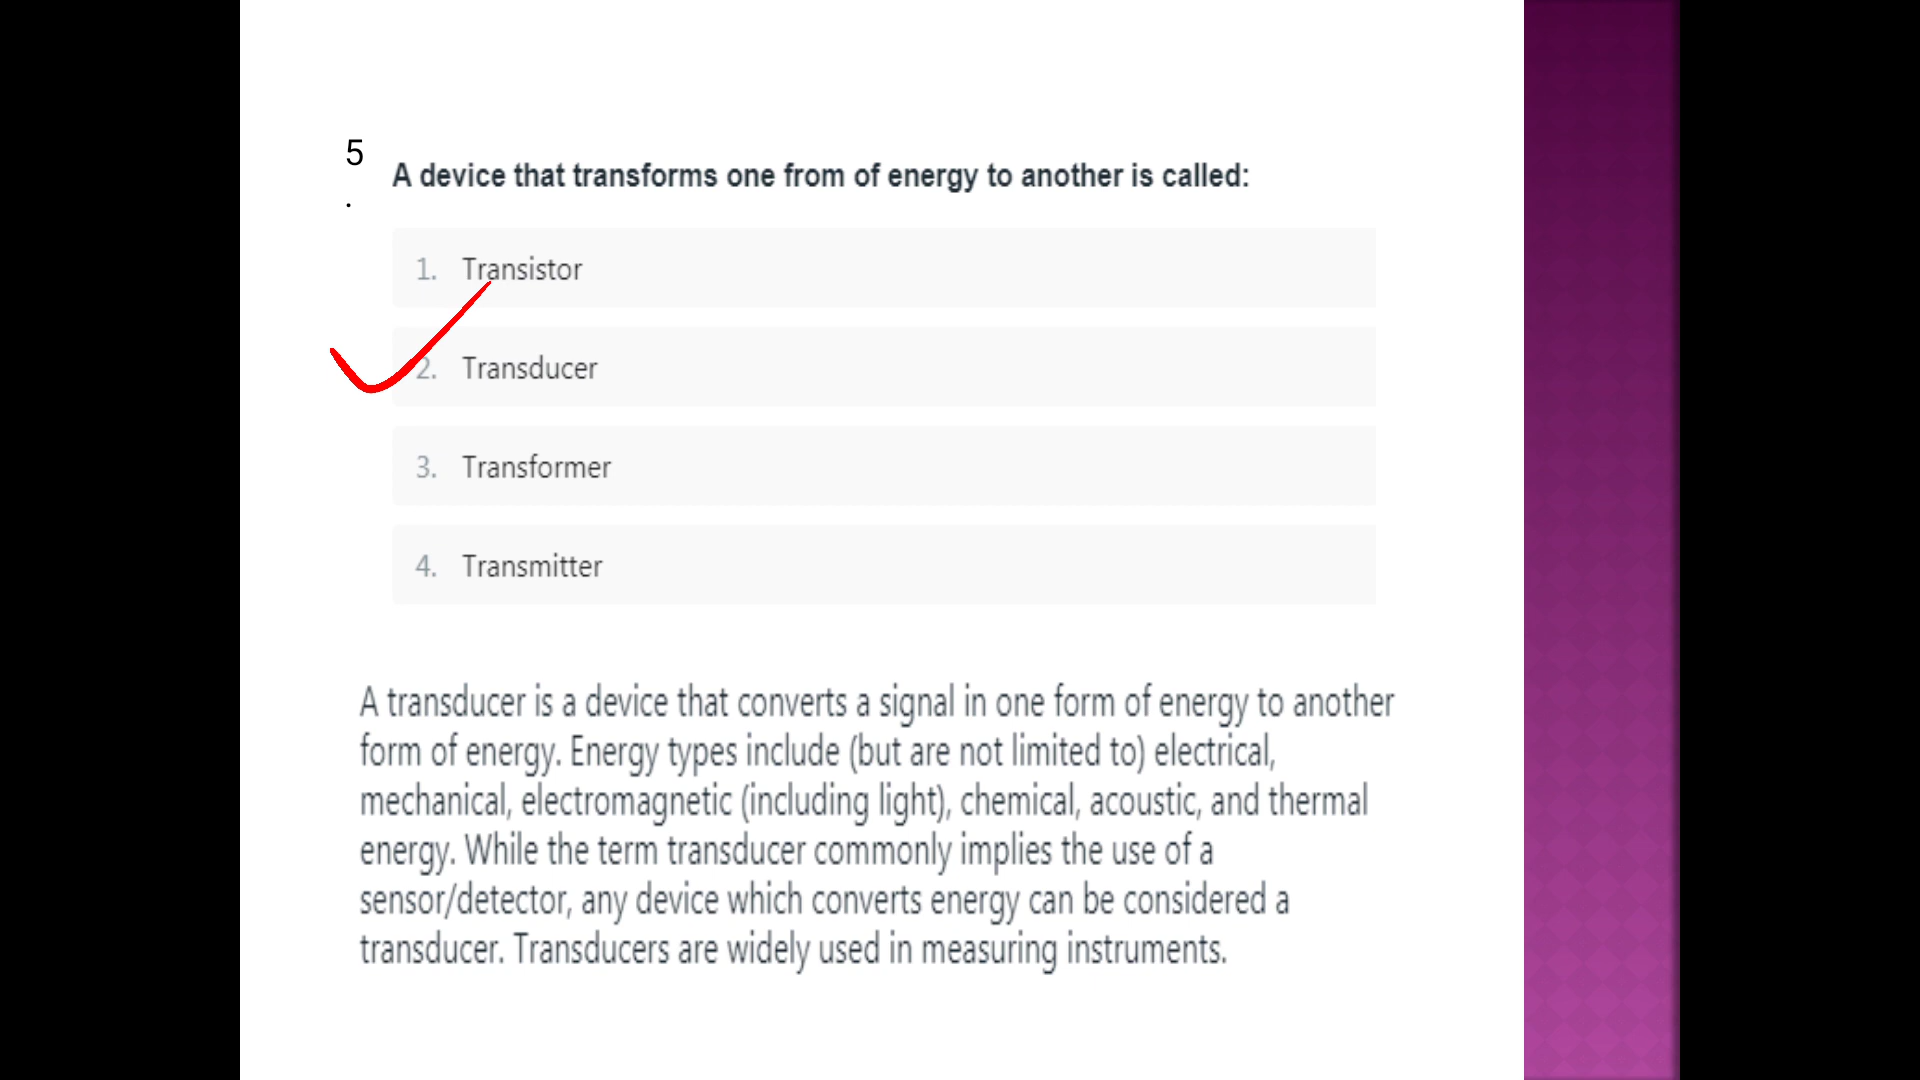 5
.
A device that transforms one from of energy to another is called:
1. Transistor
2. Transducer
3. Transformer
4. Transmitter
A transducer is a device that converts a signal in one form of energy to another
form of energy. Energy types include (but are not limited to) electrical,
mechanical, electromagnetic (including light), chemical, acoustic, and thermal
energy. While the term transducer commonly implies the use of a
sensor/detector, any device which converts energy can be considered a
transducer. Transducers are widely used in measuring instruments.